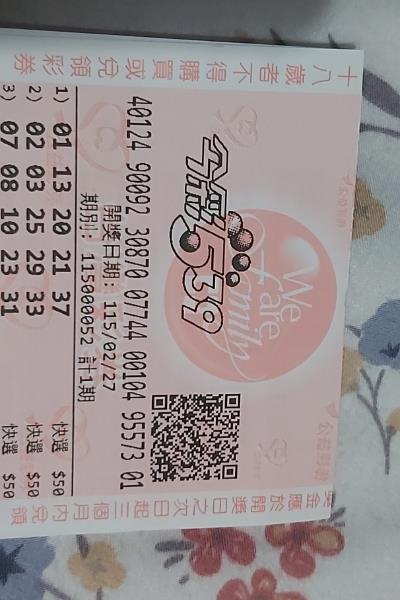 十八歲者不得購買或兌領彩券
今彩539
We
are
family
40124 90092 30870 07744 00104 95573 01
開獎日期: 115/02/27
期別: 115000052 計1期
1) 01 13 20 21 37 快選 $50
2) 02 03 25 29 33 快選 $50
3) 07 08 10 23 31 快選 $50
金應於開獎日之次日起三個月內兌領